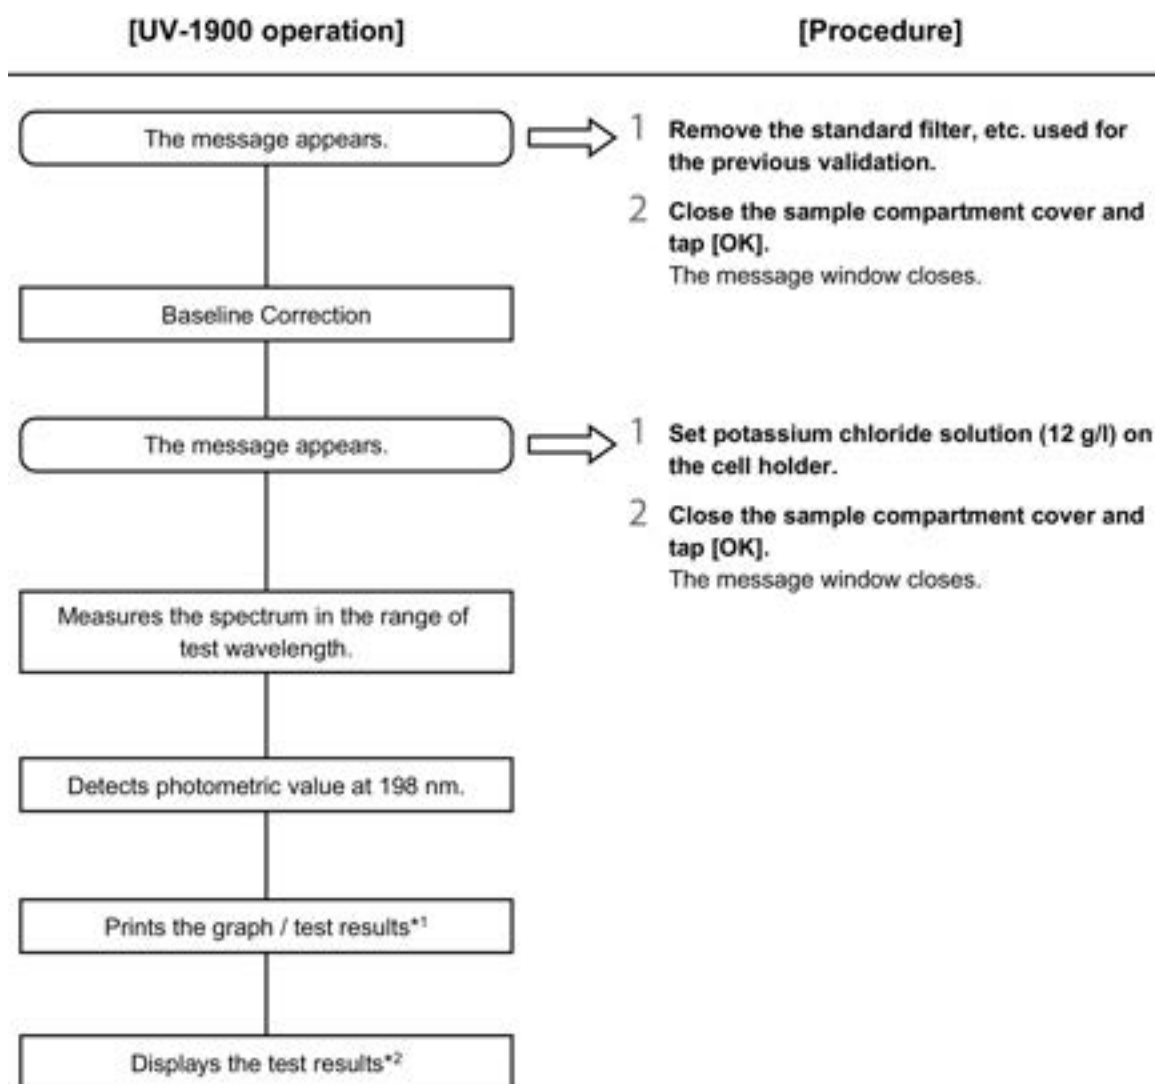 [UV-1900 operation]
[Procedure]
The message appears.
1 Remove the standard filter, etc. used for
the previous validation.
2 Close the sample compartment cover and
tap [OK].
The message window closes.
Baseline Correction
The message appears.
1 Set potassium chloride solution (12 g/l) on
the cell holder.
2 Close the sample compartment cover and
tap [OK].
The message window closes.
Measures the spectrum in the range of
test wavelength.
Detects photometric value at 198 nm.
Prints the graph / test results*1
Displays the test results*2